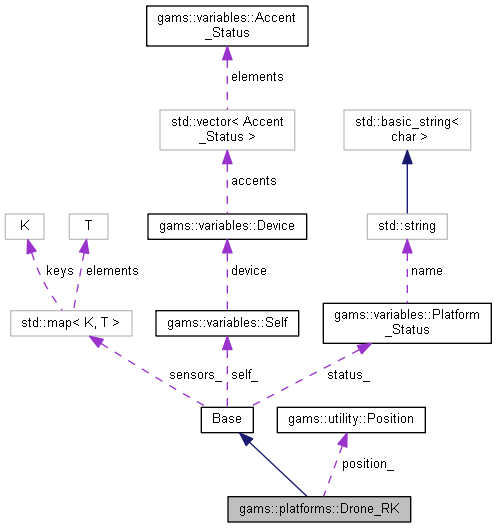 gams::variables::Accent
_Status
elements
std::vector< Accent
_Status >
std::basic_string<
char >
accents
K
T
gams::variables::Device
std::string
keys
elements
device
name
std::map< K, T >
gams::variables::Self
gams::variables::Platform
_Status
sensors_
self_
status_
Base
gams::utility::Position
position_
gams::platforms::Drone_RK